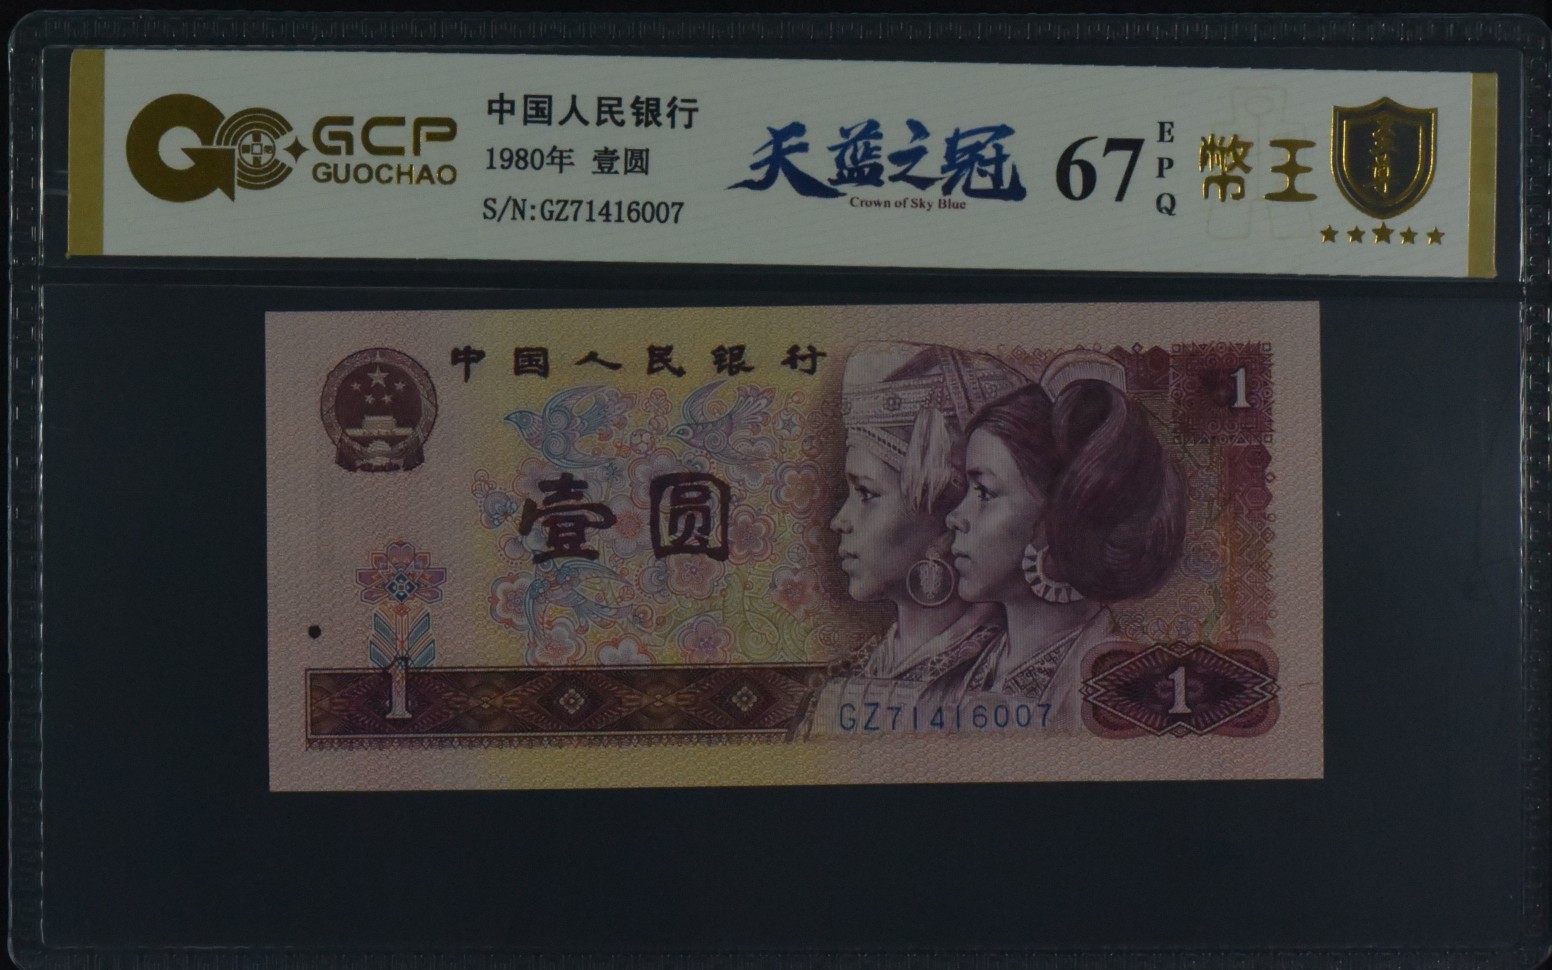 GCP
GUOCHAO
中国人民银行
1980年 壹圆
S/N:GZ71416007
天蓝之冠
Crown of Sky Blue
67
EPQ
幣王
中国人民银行
1
壹圆
1
GZ71416007
1